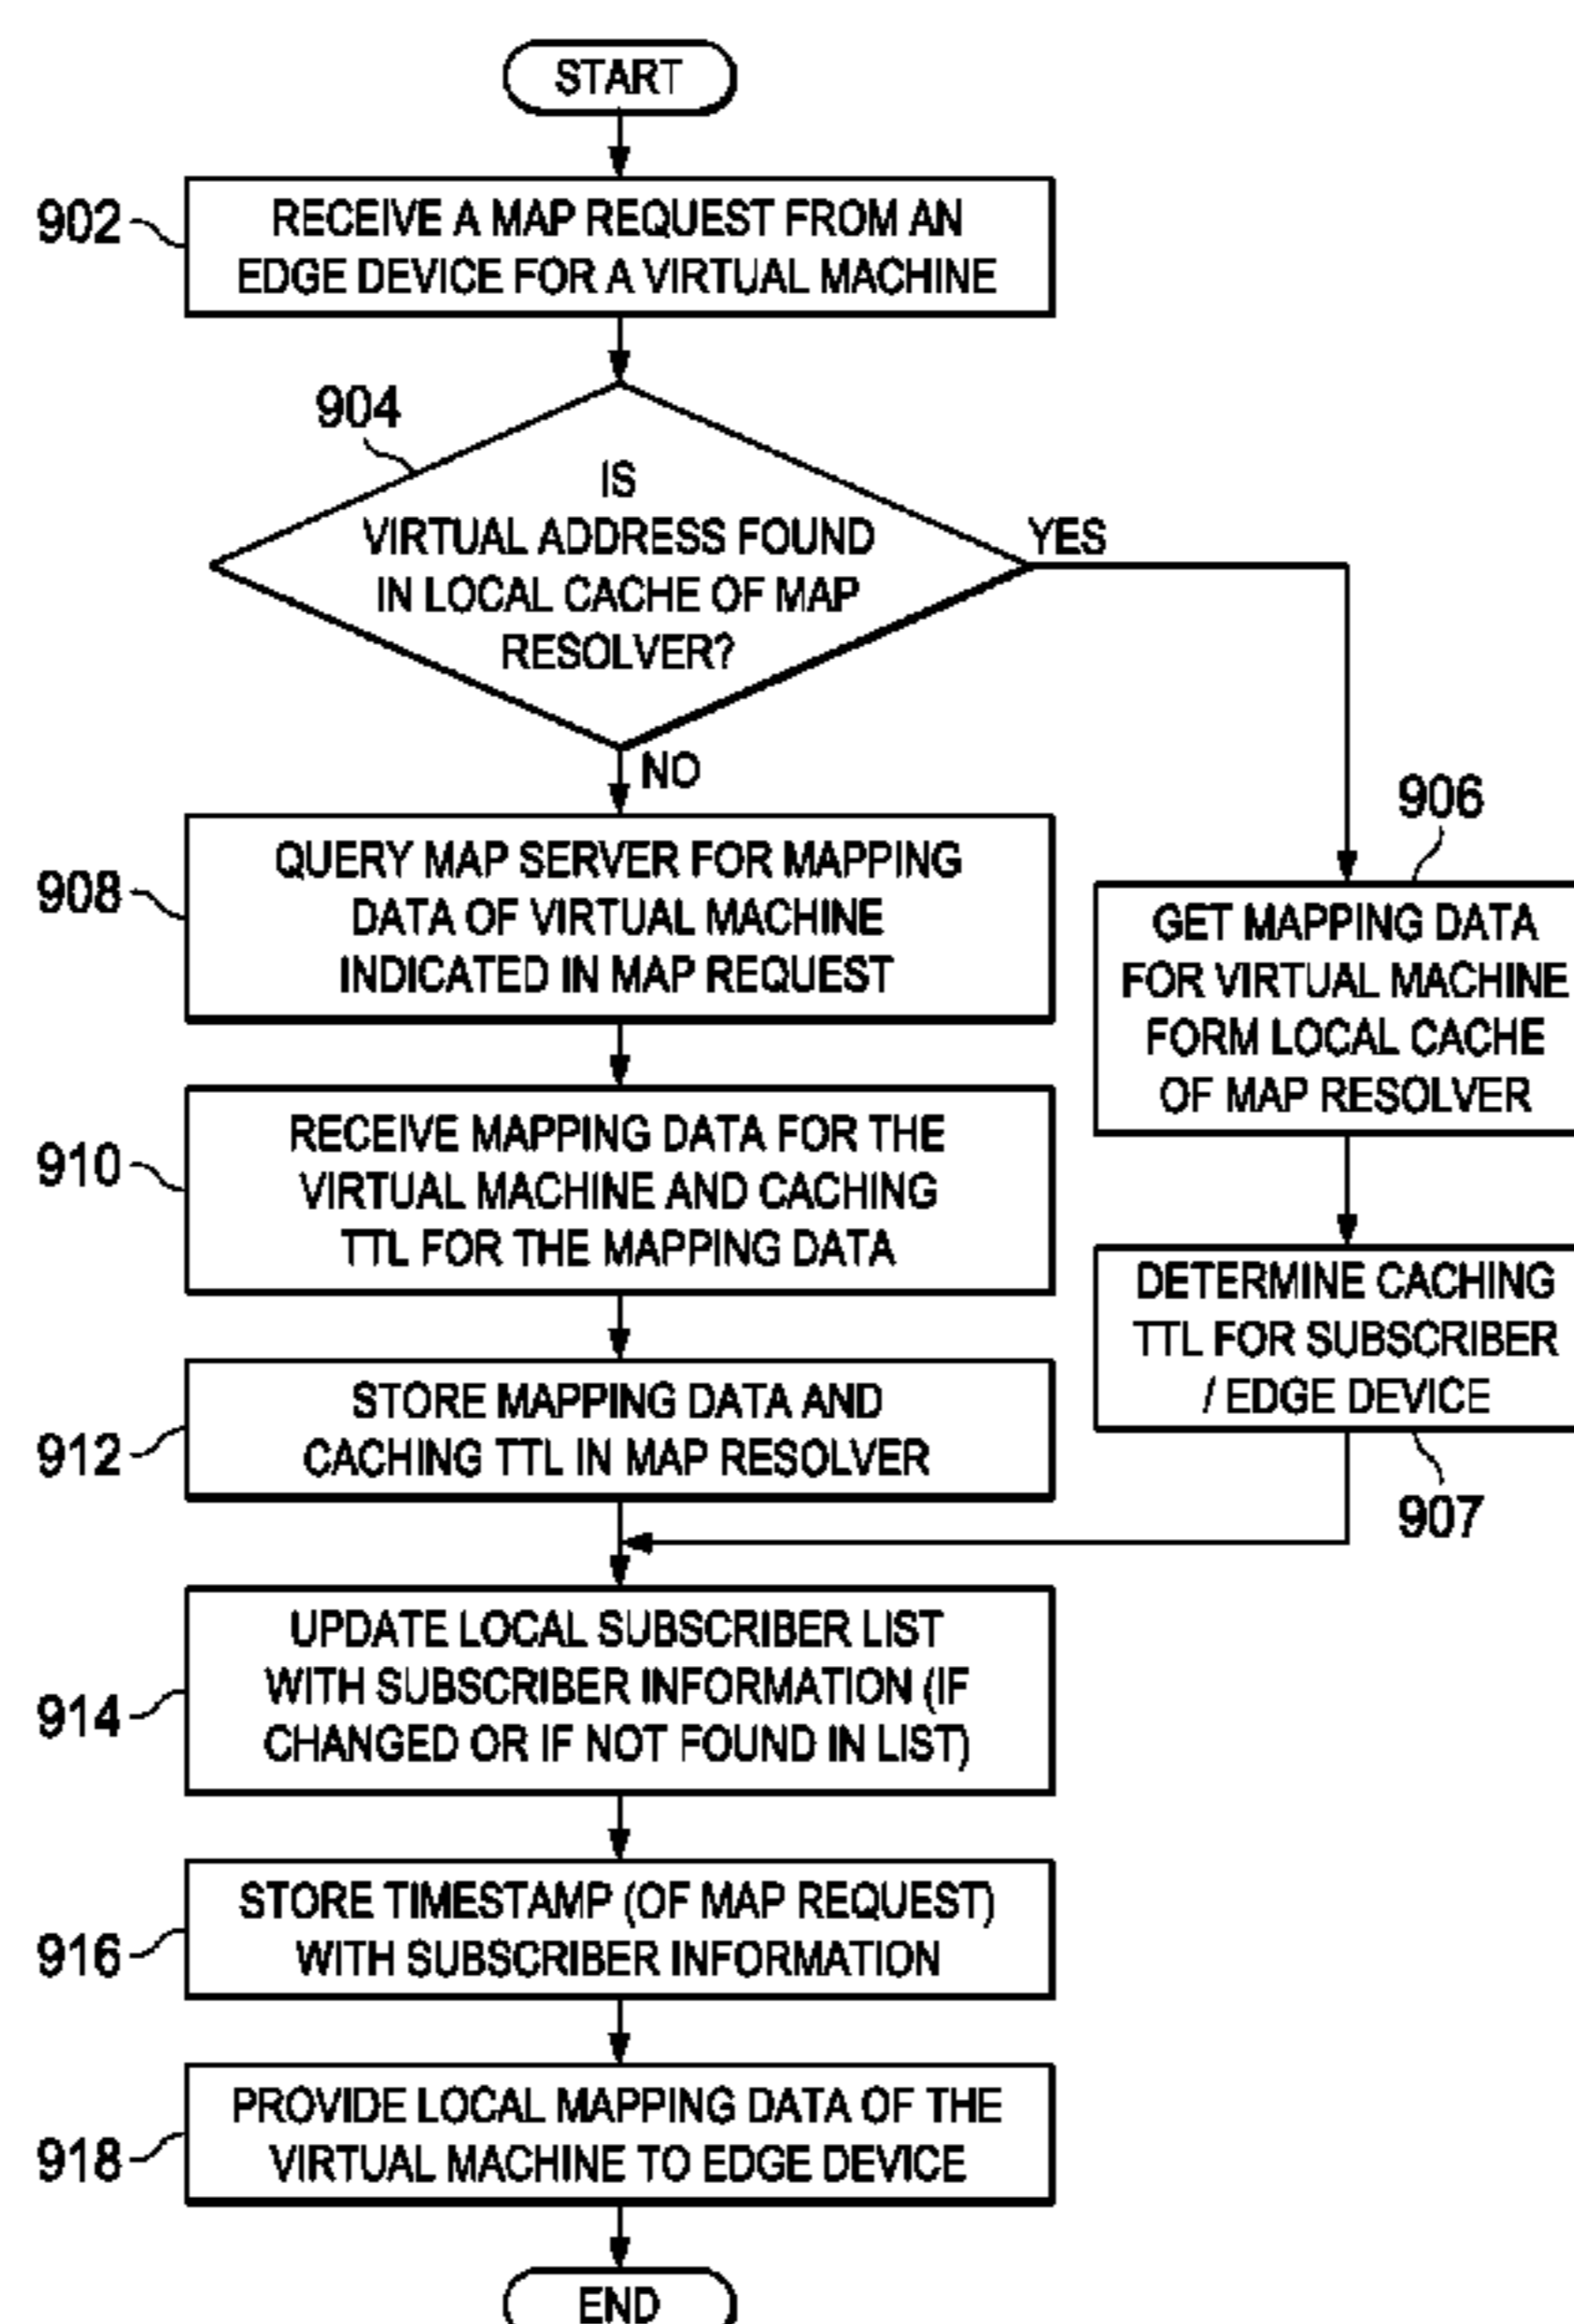 START
902
RECEIVE A MAP REQUEST FROM AN
EDGE DEVICE FOR A VIRTUAL MACHINE
904
IS
VIRTUAL ADDRESS FOUND
IN LOCAL CACHE OF MAP
RESOLVER?
YES
NO
906
GET MAPPING DATA
FOR VIRTUAL MACHINE
FORM LOCAL CACHE
OF MAP RESOLVER
908
QUERY MAP SERVER FOR MAPPING
DATA OF VIRTUAL MACHINE
INDICATED IN MAP REQUEST
910
RECEIVE MAPPING DATA FOR THE
VIRTUAL MACHINE AND CACHING
TTL FOR THE MAPPING DATA
DETERMINE CACHING
TTL FOR SUBSCRIBER
/ EDGE DEVICE
907
912
STORE MAPPING DATA AND
CACHING TTL IN MAP RESOLVER
914
UPDATE LOCAL SUBSCRIBER LIST
WITH SUBSCRIBER INFORMATION (IF
CHANGED OR IF NOT FOUND IN LIST)
916
STORE TIMESTAMP (OF MAP REQUEST)
WITH SUBSCRIBER INFORMATION
918
PROVIDE LOCAL MAPPING DATA OF THE
VIRTUAL MACHINE TO EDGE DEVICE
END